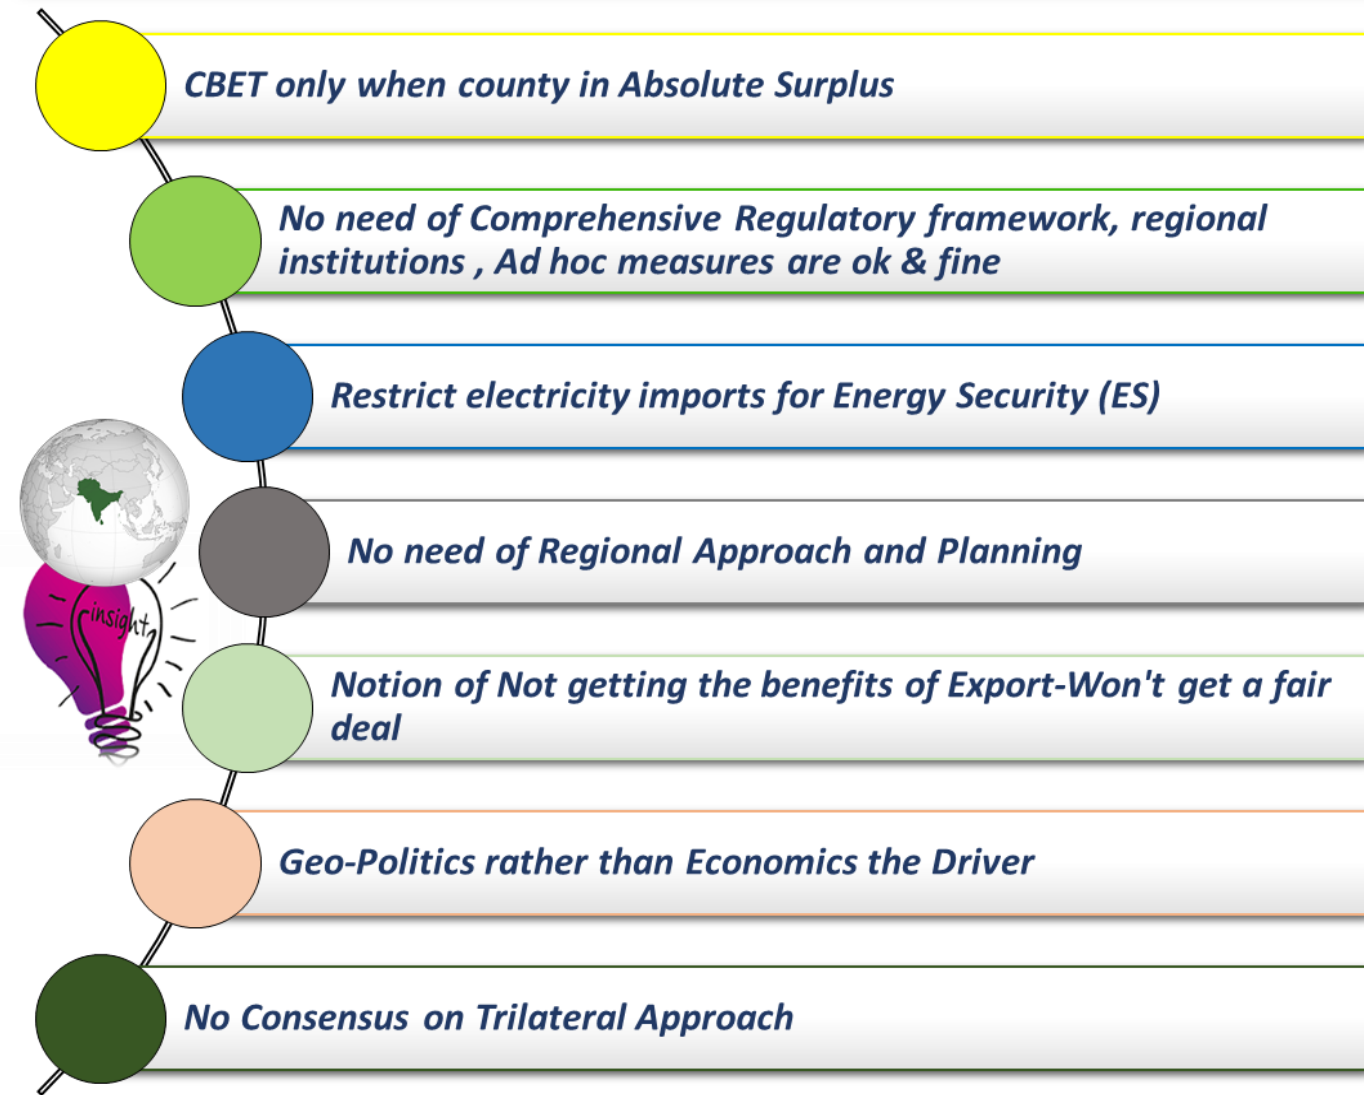 CBET only when county in Absolute Surplus
No need of Comprehensive Regulatory framework, regional
institutions , Ad hoc measures are ok & fine
Restrict electricity imports for Energy Security (ES)
No need of Regional Approach and Planning
insight
Notion of Not getting the benefits of Export-Won't get a fair
deal
Geo-Politics rather than Economics the Driver
No Consensus on Trilateral Approach